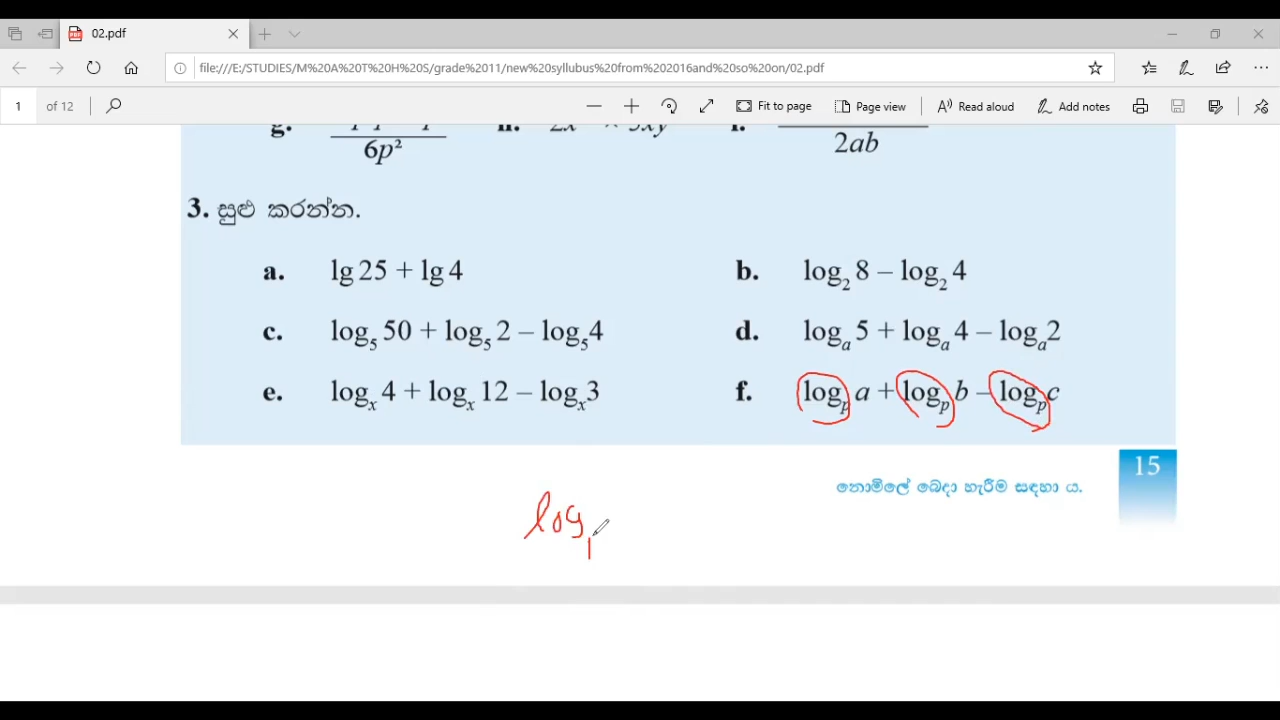 02.pdf
file:///E:/STUDIES/M%20A%20T%20H%20S/grade%2011/new%20syllubus%20from%202016and%20so%20on/02.pdf
1 of 12 Fit to page Page view Read aloud Add notes
g. 6p² h. 2ab
3. සුළු කරන්න.
a. lg 25 + lg 4 b. log₂ 8 – log₂ 4
c. log₅ 50 + log₅ 2 – log₅ 4 d. logₐ 5 + logₐ 4 – logₐ 2
e. logₓ 4 + logₓ 12 – logₓ 3 f. logₚ a + logₚ b – logₚ c
15
නොමිලේ බෙදා හැරීම සඳහා ය.
log